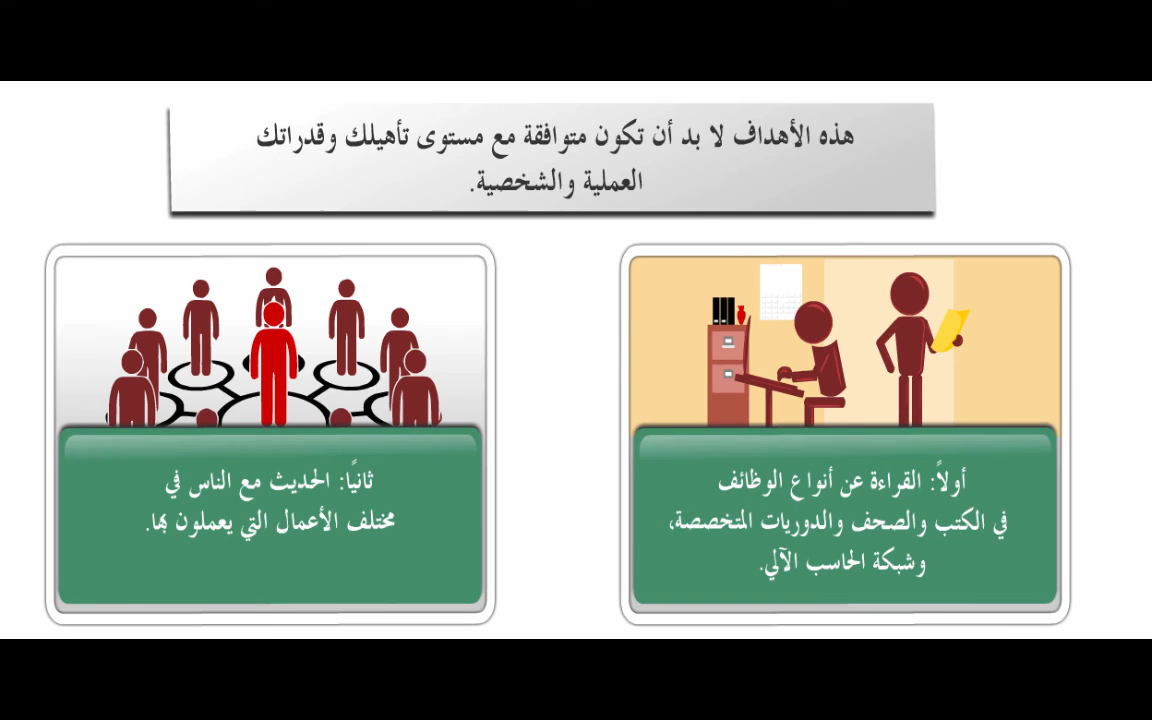 هذه الأهداف لا بد أن تكون متوافقة مع مستوى تأهيلك وقدراتك
العملية والشخصية.
أولاً: القراءة عن أنواع الوظائف
في الكتب والصحف والدوريات المتخصصة،
وشبكة الحاسب الآلي.
ثانيًا: الحديث مع الناس في
مختلف الأعمال التي يعملون بها.